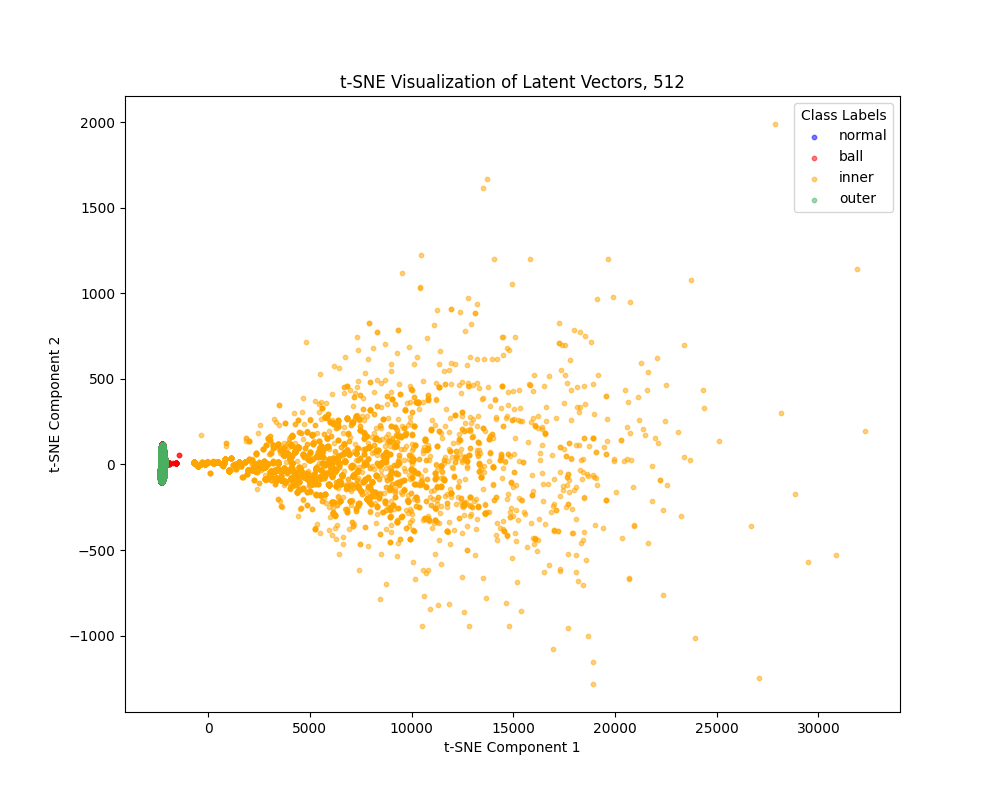 t-SNE Visualization of Latent Vectors, 512
Class Labels
normal
ball
inner
outer
t-SNE Component 2
2000
1500
1000
500
0
−500
−1000
0
5000
10000
15000
20000
25000
30000
t-SNE Component 1